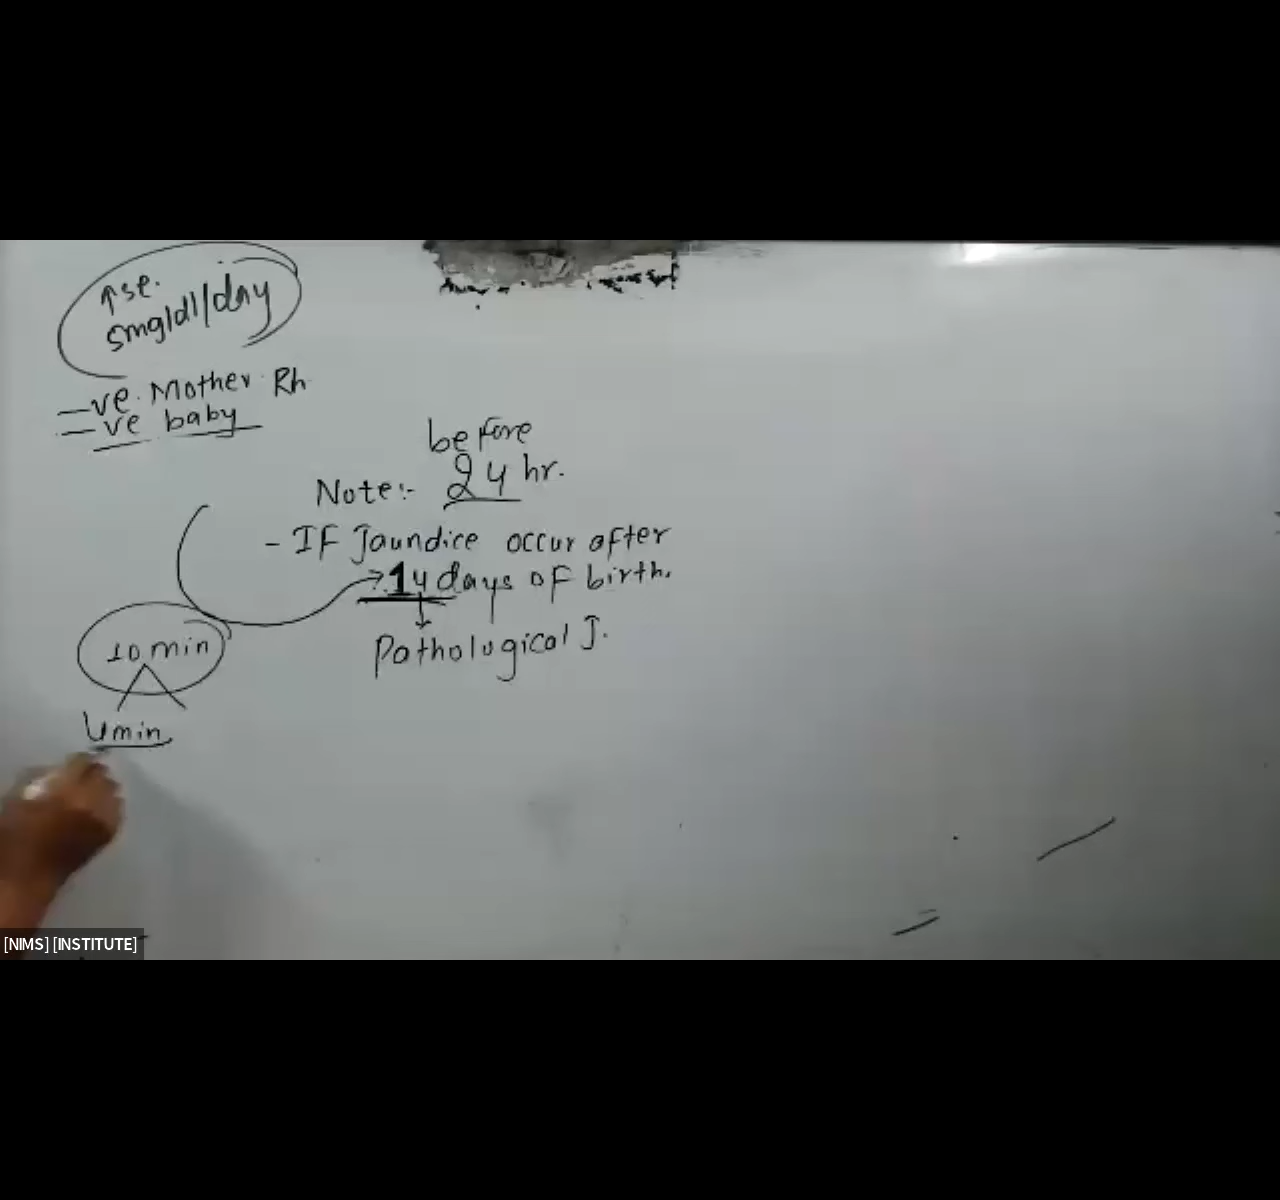 ↑se.
5mg/dl/day
-ve Mother Rh
-ve baby
before
Note:- 24 hr.
- IF Jaundice occur after
14 days of birth.
Pathological J.
10 min
4min
[NIMS] [INSTITUTE]